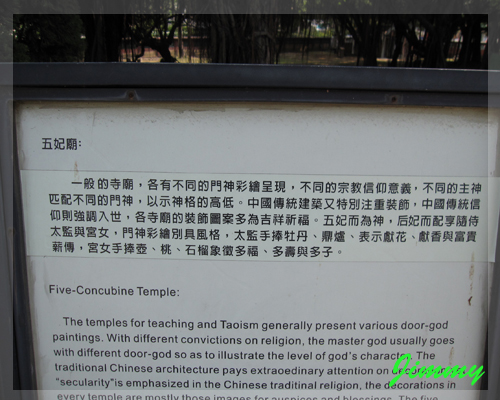 五妃廟:
一般的寺廟，各有不同的門神彩繪呈現，不同的宗教信仰意義，不同的主神
匹配不同的門神，以示神格的高低。中國傳統建築又特別注重裝飾，中國傳統信
仰則強調入世，各寺廟的裝飾圖案多為吉祥祈福。五妃而為神，后妃而配享隨侍
太監與宮女，門神彩繪別具風格，太監手捧牡丹、鼎爐、表示獻花、獻香與富貴
薪傳，宮女手捧壺、桃、石榴象徵多福、多壽與多子。
Five-Concubine Temple:
The temples for teaching and Taoism generally present various door-god
paintings. With different convictions on religion, the master god usually goes
with different door-god so as to illustrate the level of god's character. The
traditional Chinese architecture pays extraoedinary attention on
"secularity"is emphasized in the Chinese traditinal religion, the decorations in
every temple are mostly those images for auspices and blessings. The five
Jimmy